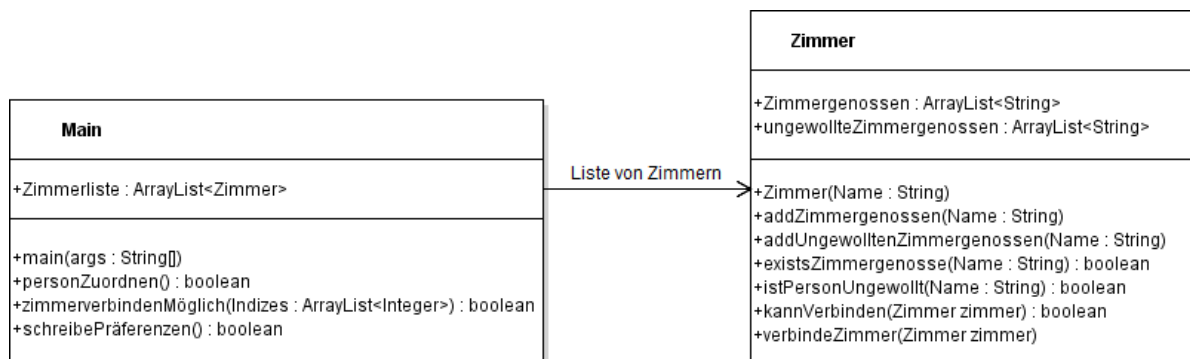 Main
+Zimmerliste : ArrayList<Zimmer>
+main(args : String[])
+personZuordnen() : boolean
+zimmerverbindenMöglich(Indizes : ArrayList<Integer>) : boolean
+schreibePräferenzen() : boolean
Liste von Zimmern
Zimmer
+Zimmergenossen : ArrayList<String>
+ungewollteZimmergenossen : ArrayList<String>
+Zimmer(Name : String)
+addZimmergenossen(Name : String)
+addUngewolltenZimmergenossen(Name : String)
+existsZimmergenosse(Name : String) : boolean
+istPersonUngewollt(Name : String) : boolean
+kannVerbinden(Zimmer zimmer) : boolean
+verbindeZimmer(Zimmer zimmer)